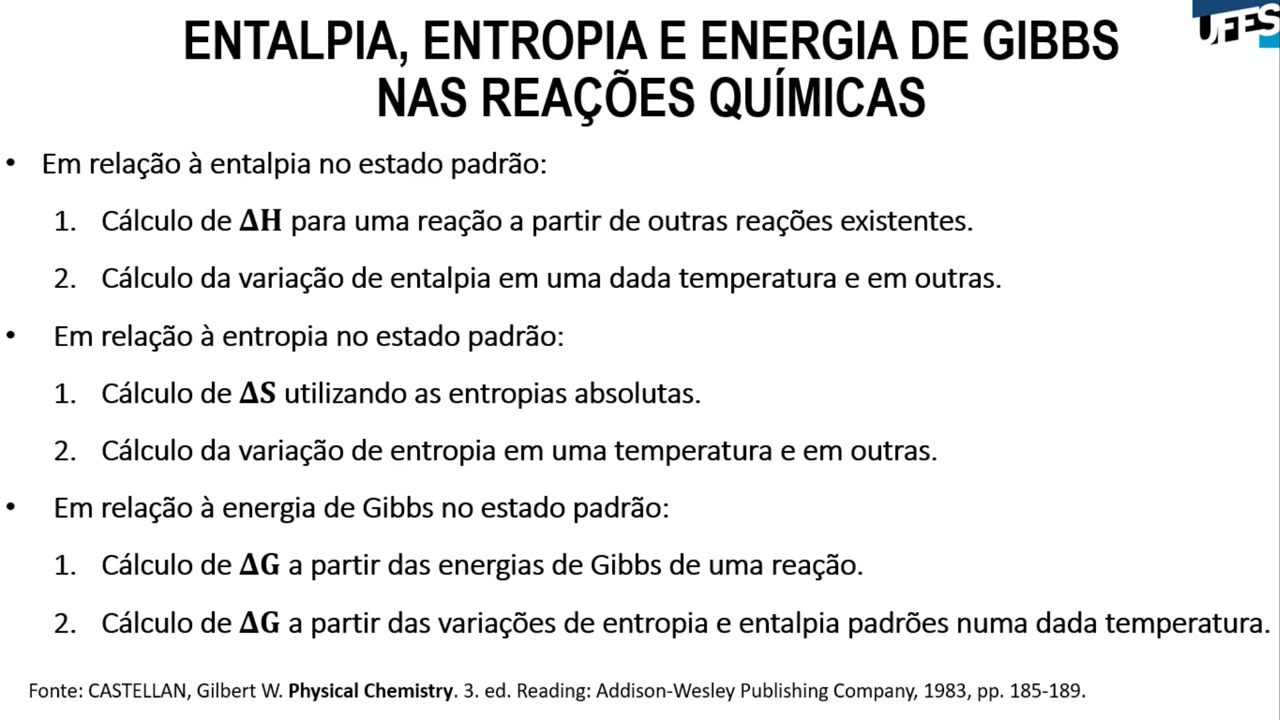 ENTALPIA, ENTROPIA E ENERGIA DE GIBBS
NAS REAÇÕES QUÍMICAS
UFES
• Em relação à entalpia no estado padrão:
1. Cálculo de ΔH para uma reação a partir de outras reações existentes.
2. Cálculo da variação de entalpia em uma dada temperatura e em outras.
• Em relação à entropia no estado padrão:
1. Cálculo de ΔS utilizando as entropias absolutas.
2. Cálculo da variação de entropia em uma temperatura e em outras.
• Em relação à energia de Gibbs no estado padrão:
1. Cálculo de ΔG a partir das energias de Gibbs de uma reação.
2. Cálculo de ΔG a partir das variações de entropia e entalpia padrões numa dada temperatura.
Fonte: CASTELLAN, Gilbert W. Physical Chemistry. 3. ed. Reading: Addison-Wesley Publishing Company, 1983, pp. 185-189.